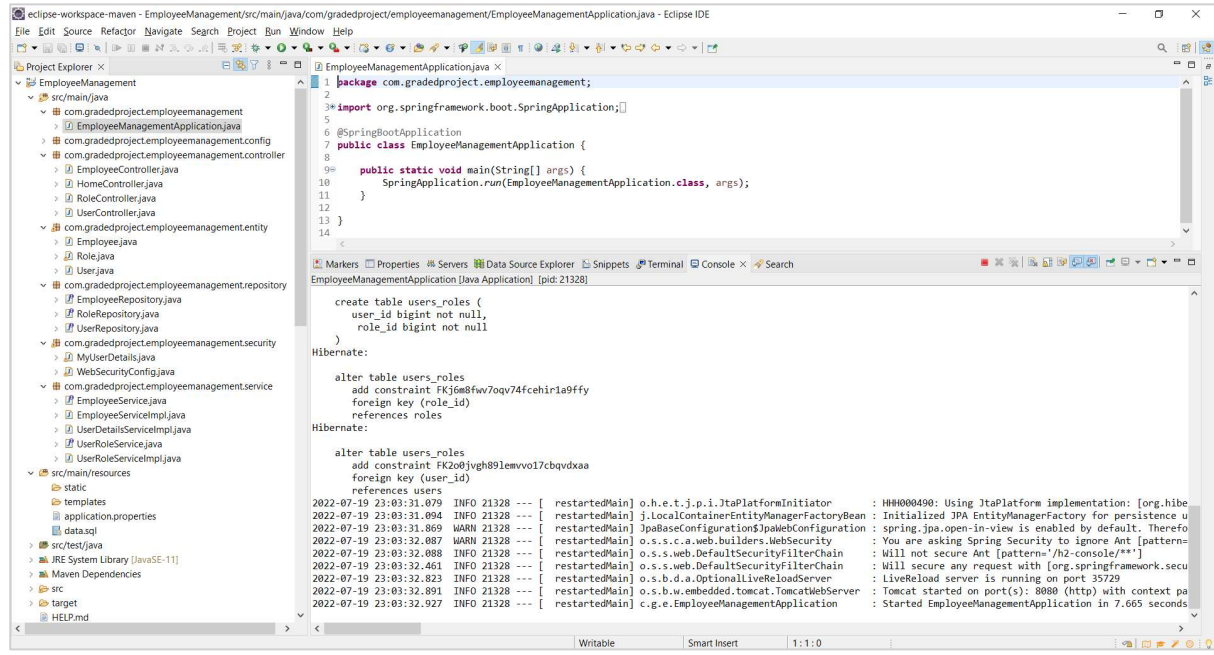 eclipse-workspace-maven - EmployeeManagement/src/main/java/com/gradedproject/employeemanagement/EmployeeManagementApplication.java - Eclipse IDE
File Edit Source Refactor Navigate Search Project Run Window Help
Project Explorer
EmployeeManagement
src/main/java
com.gradedproject.employeemanagement
EmployeeManagementApplication.java
com.gradedproject.employeemanagement.config
com.gradedproject.employeemanagement.controller
EmployeeController.java
HomeController.java
RoleController.java
UserController.java
com.gradedproject.employeemanagement.entity
Employee.java
Role.java
User.java
com.gradedproject.employeemanagement.repository
EmployeeRepository.java
RoleRepository.java
UserRepository.java
com.gradedproject.employeemanagement.security
MyUserDetails.java
WebSecurityConfig.java
com.gradedproject.employeemanagement.service
EmployeeService.java
EmployeeServiceImpl.java
UserDetailsServiceImpl.java
UserRoleService.java
UserRoleServiceImpl.java
src/main/resources
static
templates
application.properties
data.sql
src/test/java
JRE System Library [JavaSE-11]
Maven Dependencies
src
target
HELP.md
EmployeeManagementApplication.java
1 package com.gradedproject.employeemanagement;
2
3 import org.springframework.boot.SpringApplication;
5
6 @SpringBootApplication
7 public class EmployeeManagementApplication {
8
9 public static void main(String[] args) {
10 SpringApplication.run(EmployeeManagementApplication.class, args);
11 }
12
13 }
14
Markers Properties Servers Data Source Explorer Snippets Terminal Console Search
EmployeeManagementApplication [Java Application] [pid: 21328]
create table users_roles (
user_id bigint not null,
role_id bigint not null
)
Hibernate:
alter table users_roles
add constraint FKj6m8fwv7oqv74fcehir1a9ffy
foreign key (role_id)
references roles
Hibernate:
alter table users_roles
add constraint FK2o0jvgh89lemvvo17cbqvdxaa
foreign key (user_id)
references users
2022-07-19 23:03:31.079 INFO 21328 --- [ restartedMain] o.h.e.t.j.p.i.JtaPlatformInitiator : HHH000490: Using JtaPlatform implementation: [org.hibe
2022-07-19 23:03:31.094 INFO 21328 --- [ restartedMain] j.LocalContainerEntityManagerFactoryBean : Initialized JPA EntityManagerFactory for persistence u
2022-07-19 23:03:31.869 WARN 21328 --- [ restartedMain] JpaBaseConfiguration$JpaWebConfiguration : spring.jpa.open-in-view is enabled by default. Therefo
2022-07-19 23:03:32.087 WARN 21328 --- [ restartedMain] o.s.s.c.a.web.builders.WebSecurity : You are asking Spring Security to ignore Ant [pattern=
2022-07-19 23:03:32.088 INFO 21328 --- [ restartedMain] o.s.s.web.DefaultSecurityFilterChain : Will not secure Ant [pattern='/h2-console/**']
2022-07-19 23:03:32.461 INFO 21328 --- [ restartedMain] o.s.s.web.DefaultSecurityFilterChain : Will secure any request with [org.springframework.secu
2022-07-19 23:03:32.823 INFO 21328 --- [ restartedMain] o.s.b.d.a.OptionalLiveReloadServer : LiveReload server is running on port 35729
2022-07-19 23:03:32.891 INFO 21328 --- [ restartedMain] o.s.b.w.embedded.tomcat.TomcatWebServer : Tomcat started on port(s): 8080 (http) with context pa
2022-07-19 23:03:32.927 INFO 21328 --- [ restartedMain] c.g.e.EmployeeManagementApplication : Started EmployeeManagementApplication in 7.665 seconds
Writable Smart Insert 1:1:0